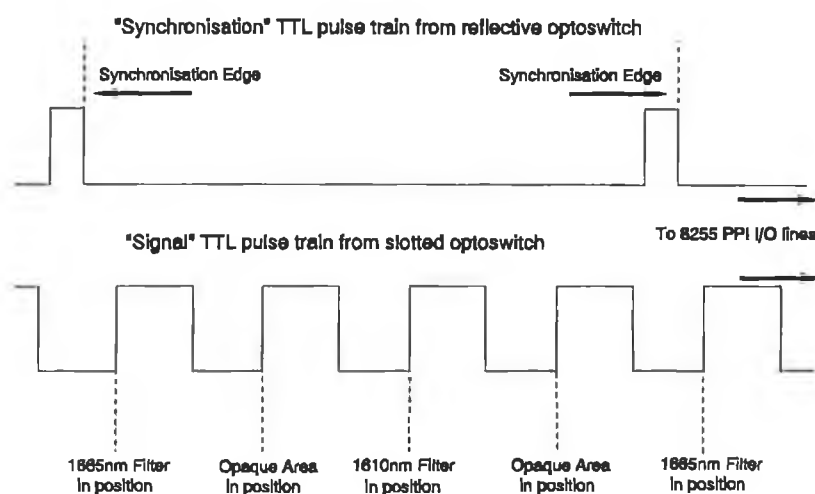 "Synchronisation" TTL pulse train from reflective optoswitch
Synchronisation Edge
Synchronisation Edge
"Signal" TTL pulse train from slotted optoswitch
To 8255 PPI I/O lines
1665nm Filter
in position
Opaque Area
in position
1610nm Filter
in position
Opaque Area
in position
1665nm Filter
in position